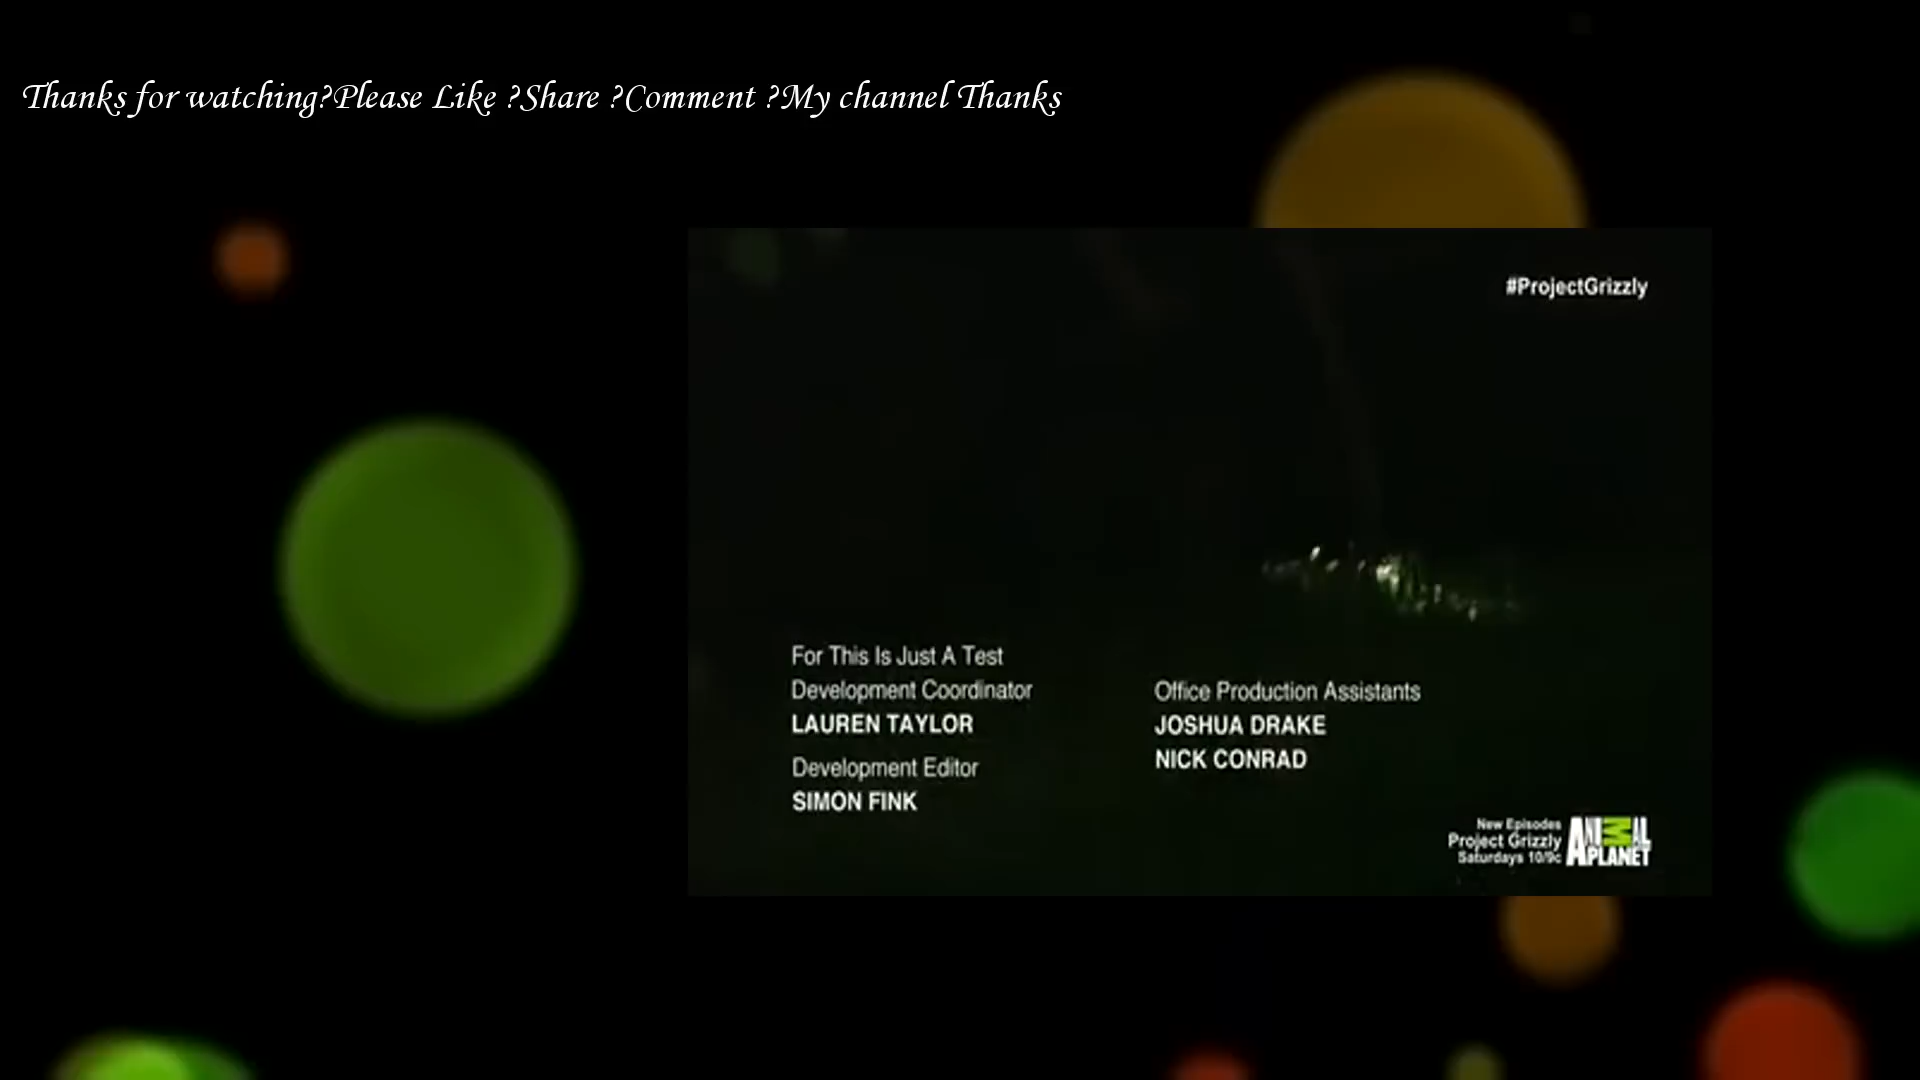 Thanks for watching?Please Like ?Share ?Comment ?My channel Thanks
#ProjectGrizzly
For This Is Just A Test
Development Coordinator
LAUREN TAYLOR
Development Editor
SIMON FINK
Office Production Assistants
JOSHUA DRAKE
NICK CONRAD
New Episodes
Project Grizzly
Saturdays 10/9c
ANIMAL
PLANET